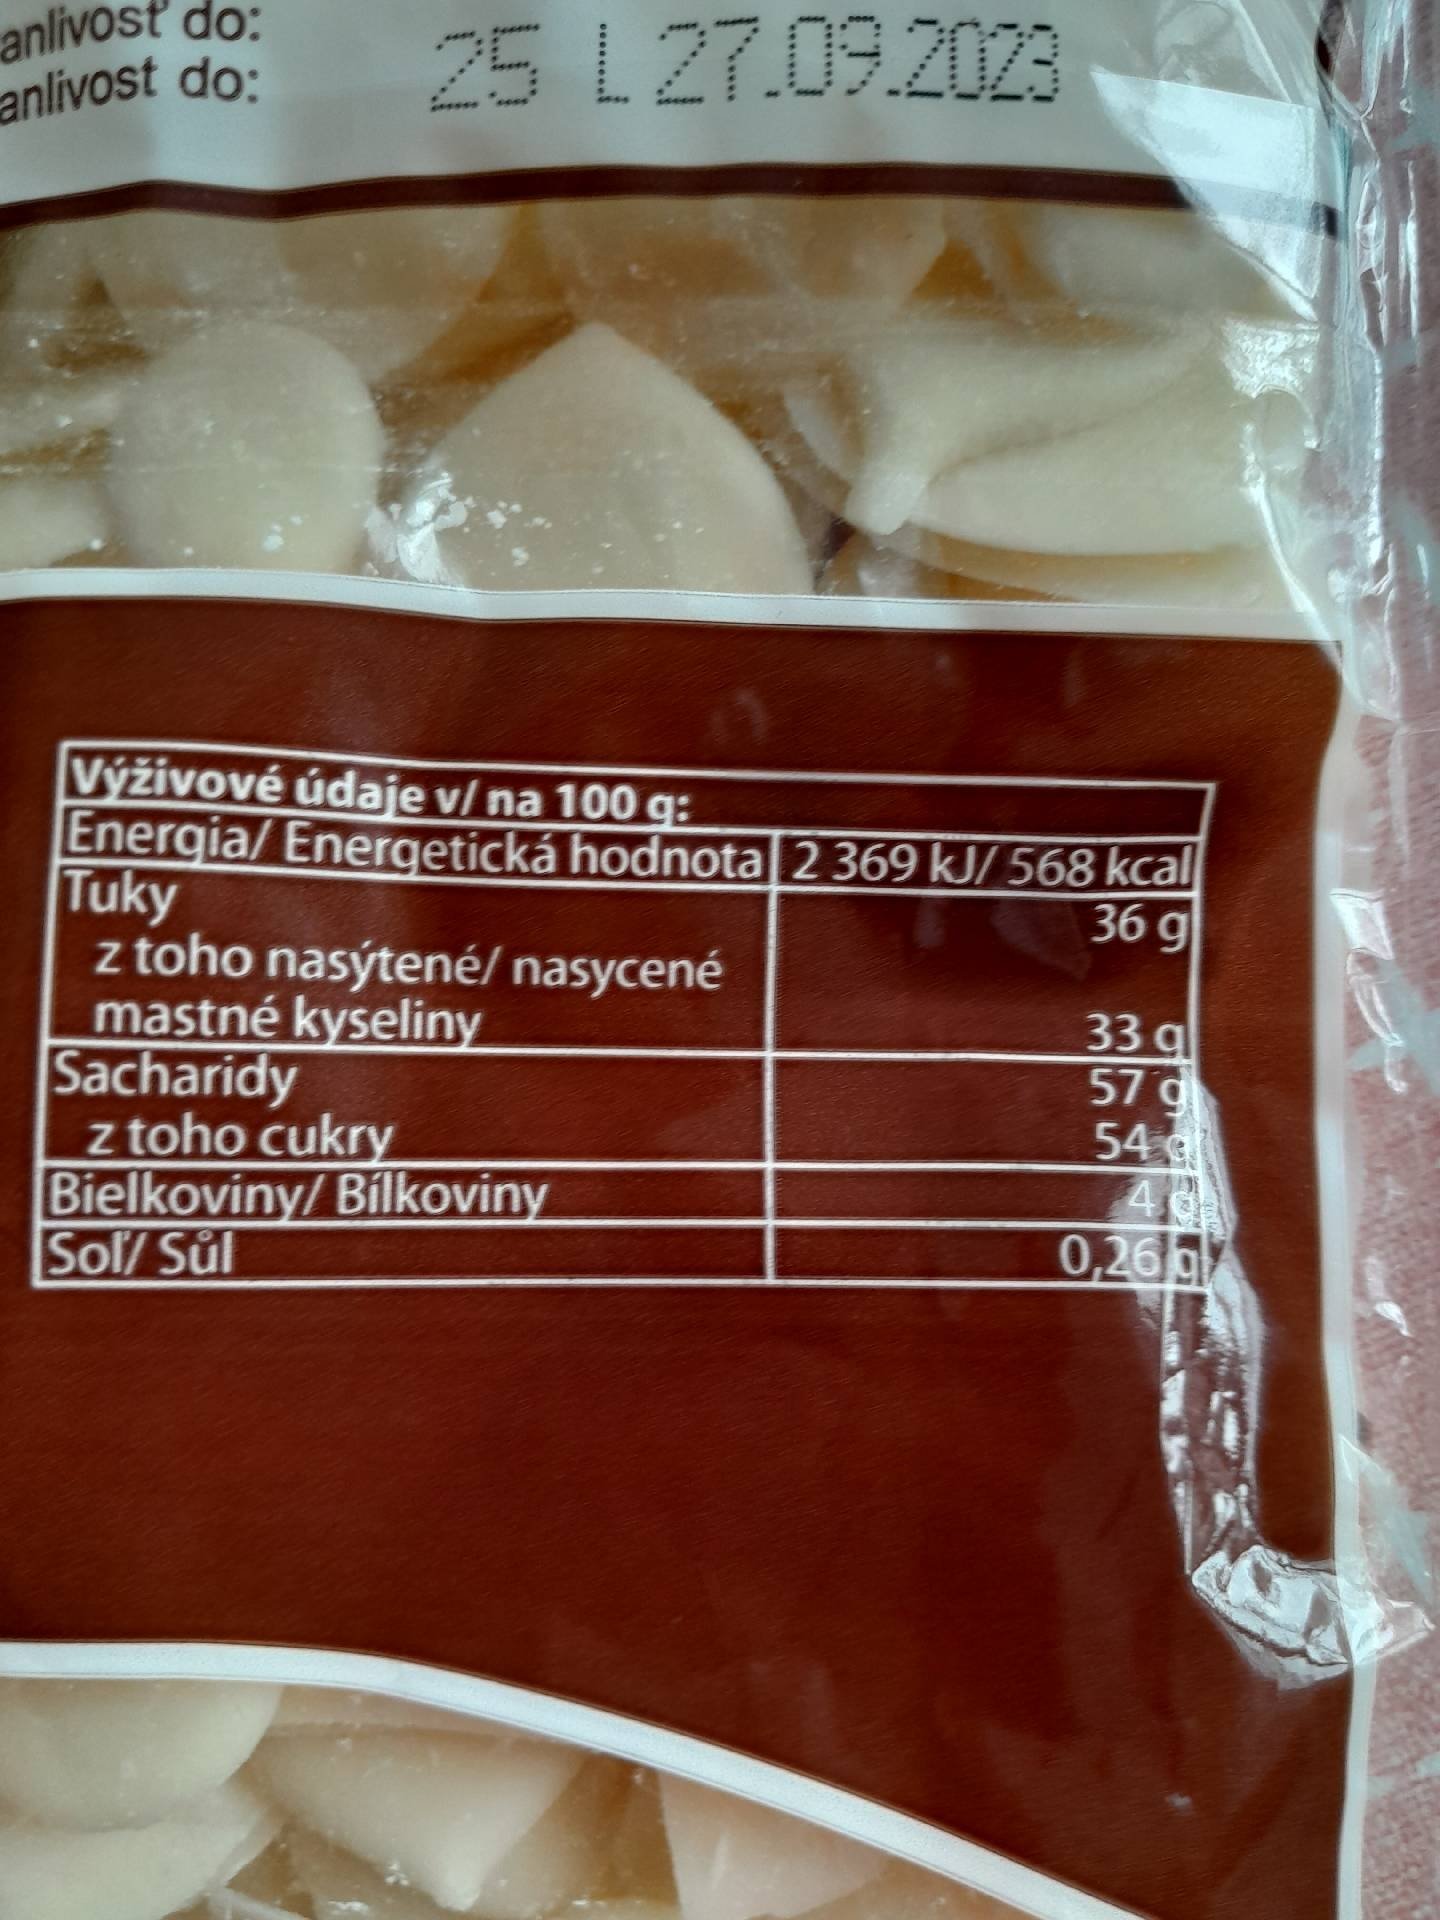 anlivosť do:
anlivost do:
25 L 27.09.2023
Výživové údaje v/ na 100 g:
Energia/ Energetická hodnota 2 369 kJ/ 568 kcal
Tuky 36 g
z toho nasýtené/ nasycené
mastné kyseliny 33 g
Sacharidy 57 g
z toho cukry 54 g
Bielkoviny/ Bílkoviny 4 g
Soľ/ Sůl 0,26 g